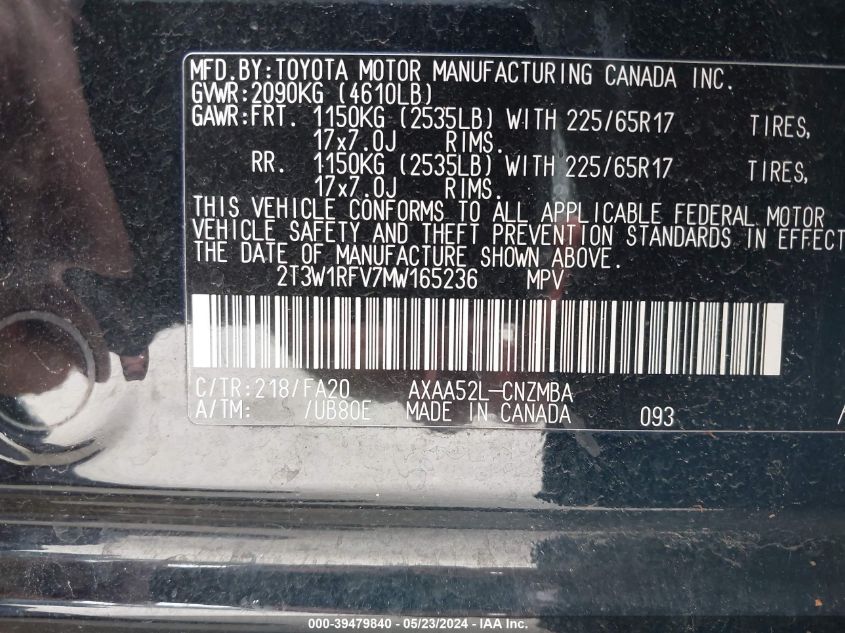 MFD.BY:TOYOTA MOTOR MANUFACTURING CANADA INC.
GVWR:2090KG (4610LB)
GAWR:FRT. 1150KG (2535LB) WITH 225/65R17 TIRES,
17x7.0J RIMS.
RR. 1150KG (2535LB) WITH 225/65R17 TIRES,
17x7.0J RIMS.
THIS VEHICLE CONFORMS TO ALL APPLICABLE FEDERAL MOTOR
VEHICLE SAFETY AND THEFT PREVENTION STANDARDS IN EFFECT
THE DATE OF MANUFACTURE SHOWN ABOVE.
2T3W1RFV7MW165236 MPV
C/TR:218/FA20 AXAA52L-CNZMBA
A/TM: /UB80E MADE IN CANADA 093
000-39479840 - 05/23/2024 - IAA Inc.